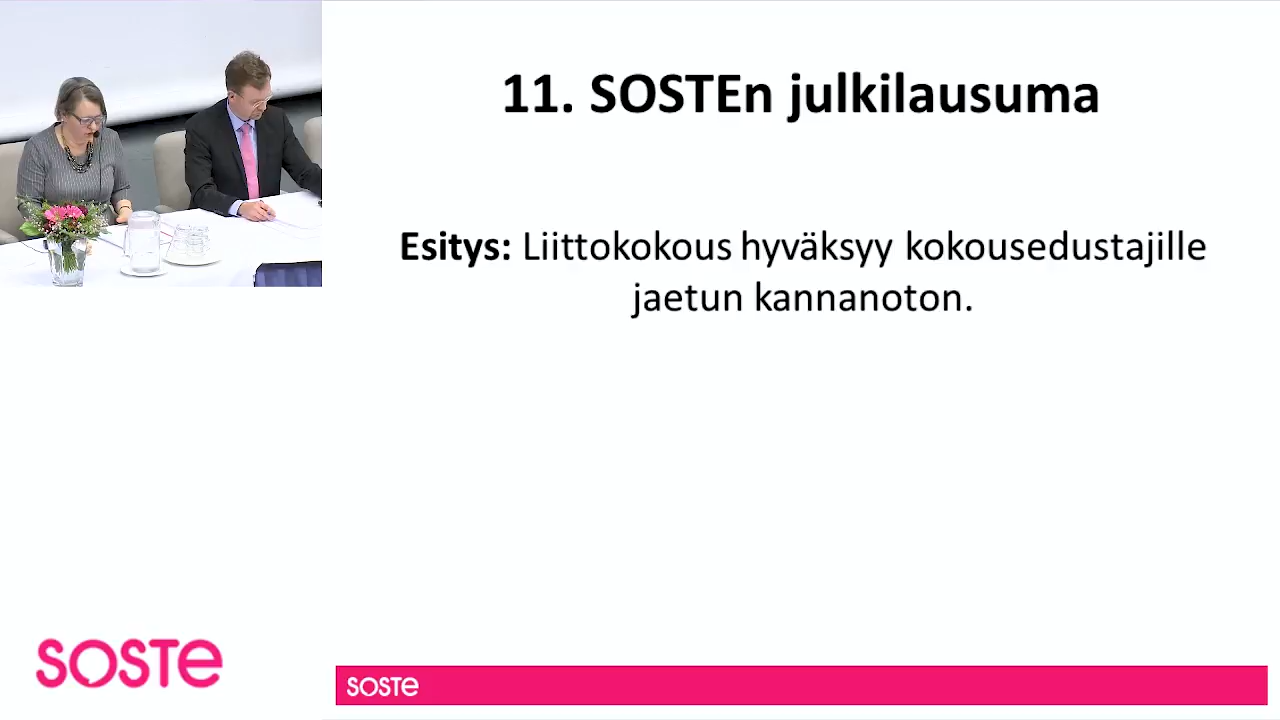 11. SOSTEn julkilausuma
Esitys: Liittokokous hyväksyy kokousedustajille
jaetun kannanoton.
SOSTE
SOSTE